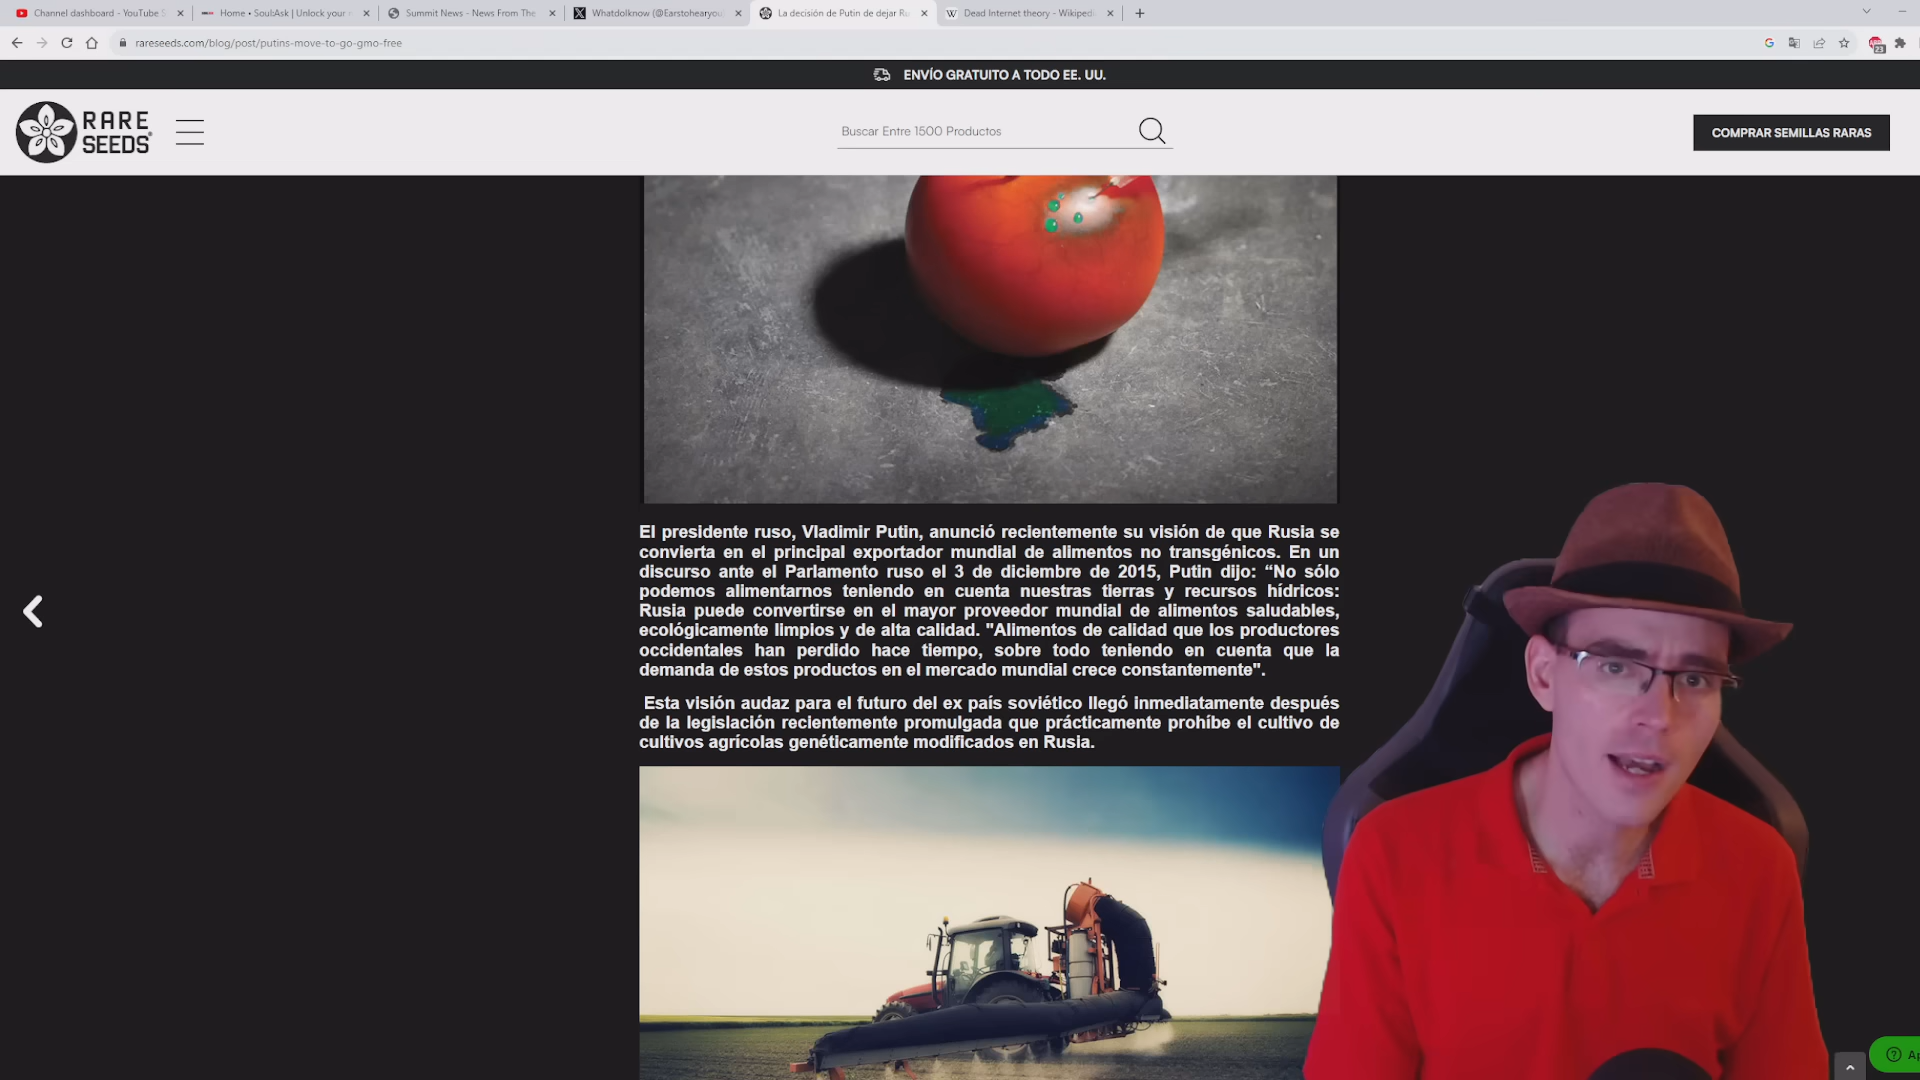 Channel dashboard - YouTube S
Home • SoubAsk | Unlock your
Summit News - News From The
WhatdoIknow (@Earstohearyou
La decisión de Putin de dejar Ru
Dead Internet theory - Wikipedi
rareseeds.com/blog/post/putins-move-to-go-gmo-free
23
ENVÍO GRATUITO A TODO EE. UU.
RARE
SEEDS
Buscar Entre 1500 Productos
COMPRAR SEMILLAS RARAS
El presidente ruso, Vladimir Putin, anunció recientemente su visión de que Rusia se
convierta en el principal exportador mundial de alimentos no transgénicos. En un
discurso ante el Parlamento ruso el 3 de diciembre de 2015, Putin dijo: “No sólo
podemos alimentarnos teniendo en cuenta nuestras tierras y recursos hídricos:
Rusia puede convertirse en el mayor proveedor mundial de alimentos saludables,
ecológicamente limpios y de alta calidad. "Alimentos de calidad que los productores
occidentales han perdido hace tiempo, sobre todo teniendo en cuenta que la
demanda de estos productos en el mercado mundial crece constantemente".
Esta visión audaz para el futuro del ex país soviético llegó inmediatamente después
de la legislación recientemente promulgada que prácticamente prohíbe el cultivo de
cultivos agrícolas genéticamente modificados en Rusia.